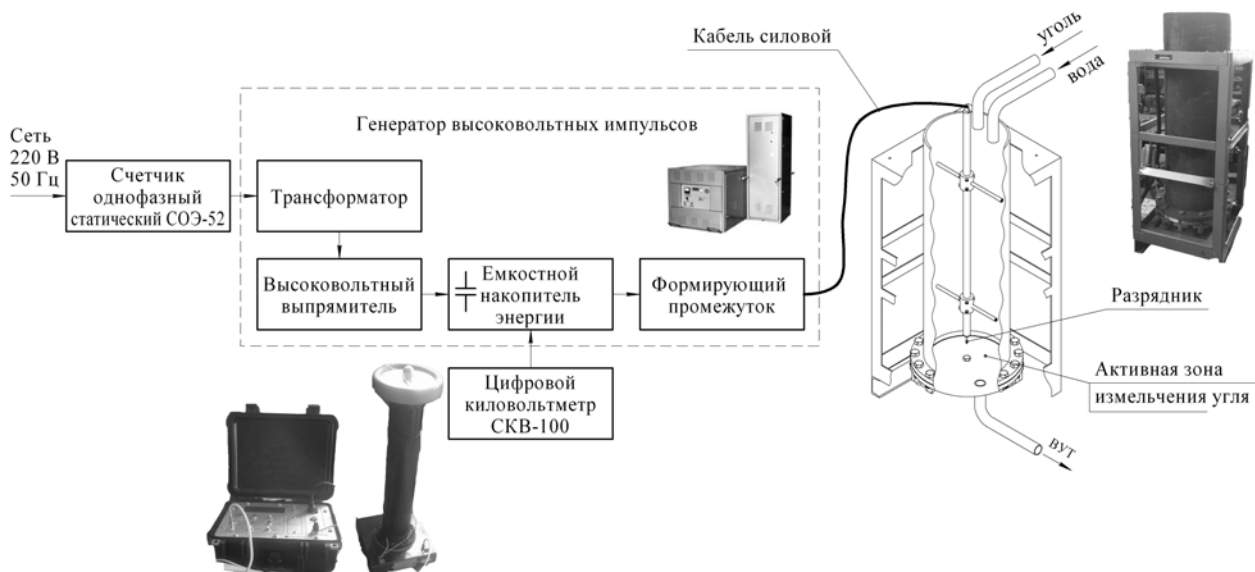 Кабель силовой
уголь
вода
Генератор высоковольтных импульсов
Сеть
220 В
50 Гц
Счетчик
однофазный
статический СОЭ-52
Трансформатор
Высоковольтный
выпрямитель
Емкостной
накопитель
энергии
Формирующий
промежуток
Разрядник
Цифровой
киловольтметр
СКВ-100
Активная зона
измельчения угля
ВУТ